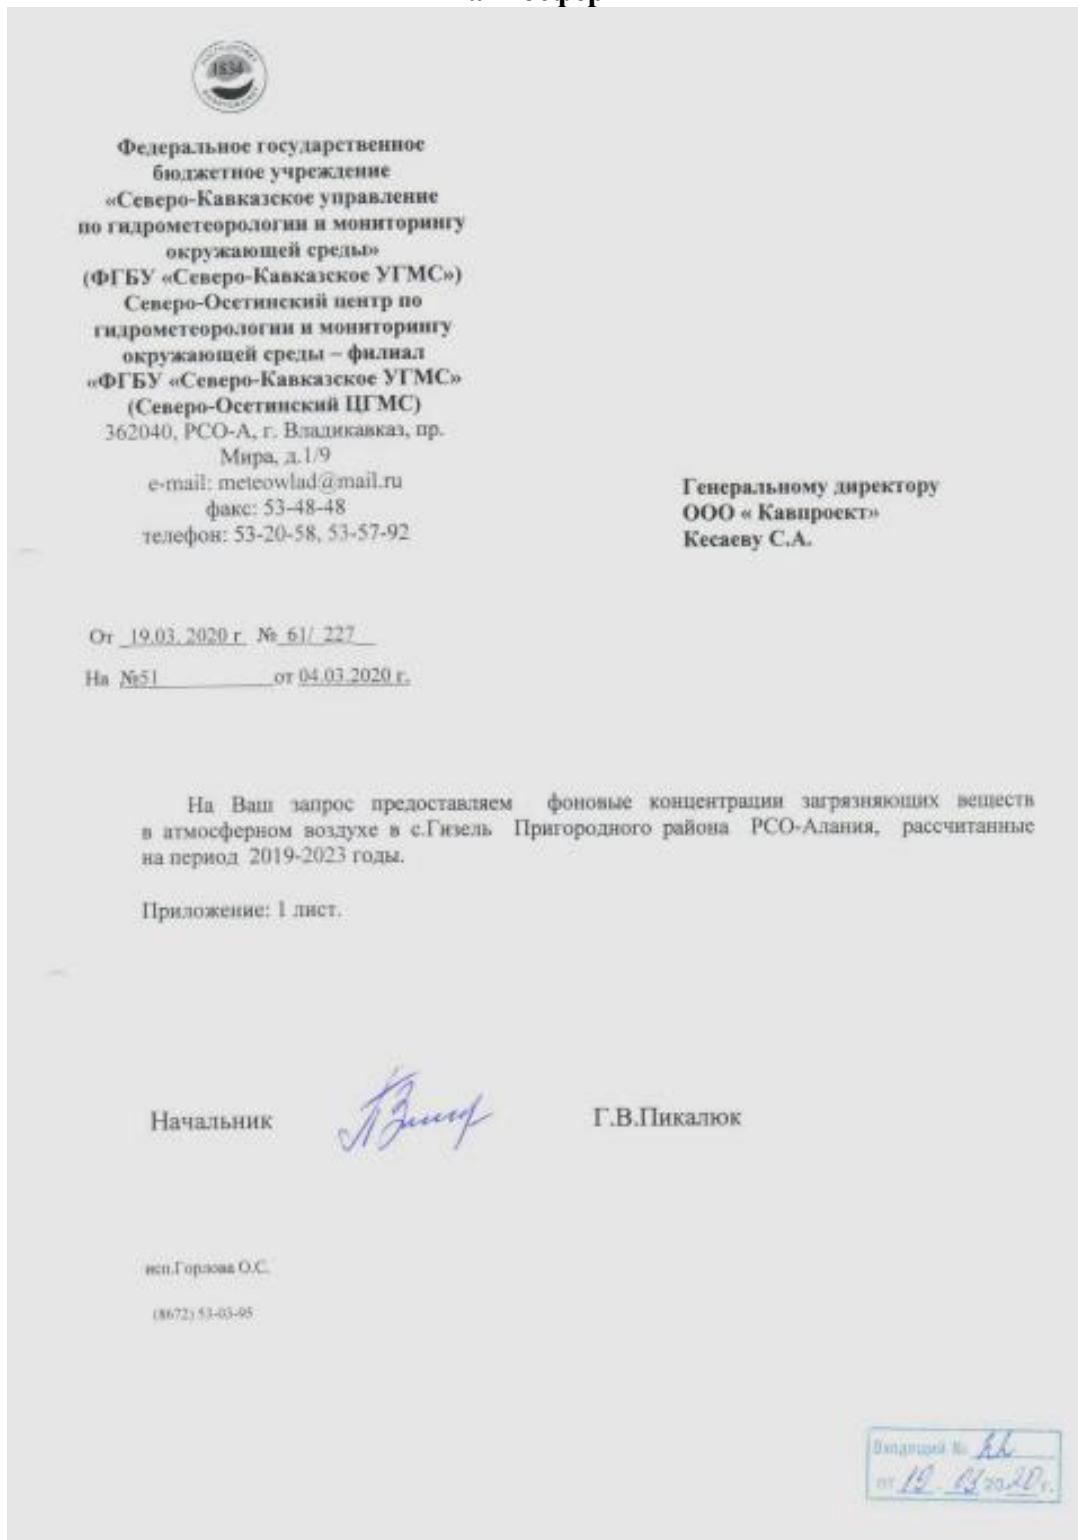 1834
Федеральное государственное
бюджетное учреждение
«Северо-Кавказское управление
по гидрометеорологии и мониторингу
окружающей среды»
(ФГБУ «Северо-Кавказское УГМС»)
Северо-Осетинский центр по
гидрометеорологии и мониторингу
окружающей среды – филиал
«ФГБУ «Северо-Кавказское УГМС»
(Северо-Осетинский ЦГМС)
362040, РСО-А, г. Владикавказ, пр.
Мира, д.1/9
e-mail: meteowlad@mail.ru
факс: 53-48-48
телефон: 53-20-58, 53-57-92
Генеральному директору
ООО « Кавпроект»
Кесаеву С.А.
От 19.03. 2020 г № 61/ 227
На №51 от 04.03.2020 г.
На Ваш запрос предоставляем фоновые концентрации загрязняющих веществ
в атмосферном воздухе в с.Гизель Пригородного района РСО-Алания, рассчитанные
на период 2019-2023 годы.
Приложение: 1 лист.
Начальник Г.В.Пикалюк
исп.Горлова О.С.
(8672) 53-03-95
Входящий №
от 19. 03 2020 г.